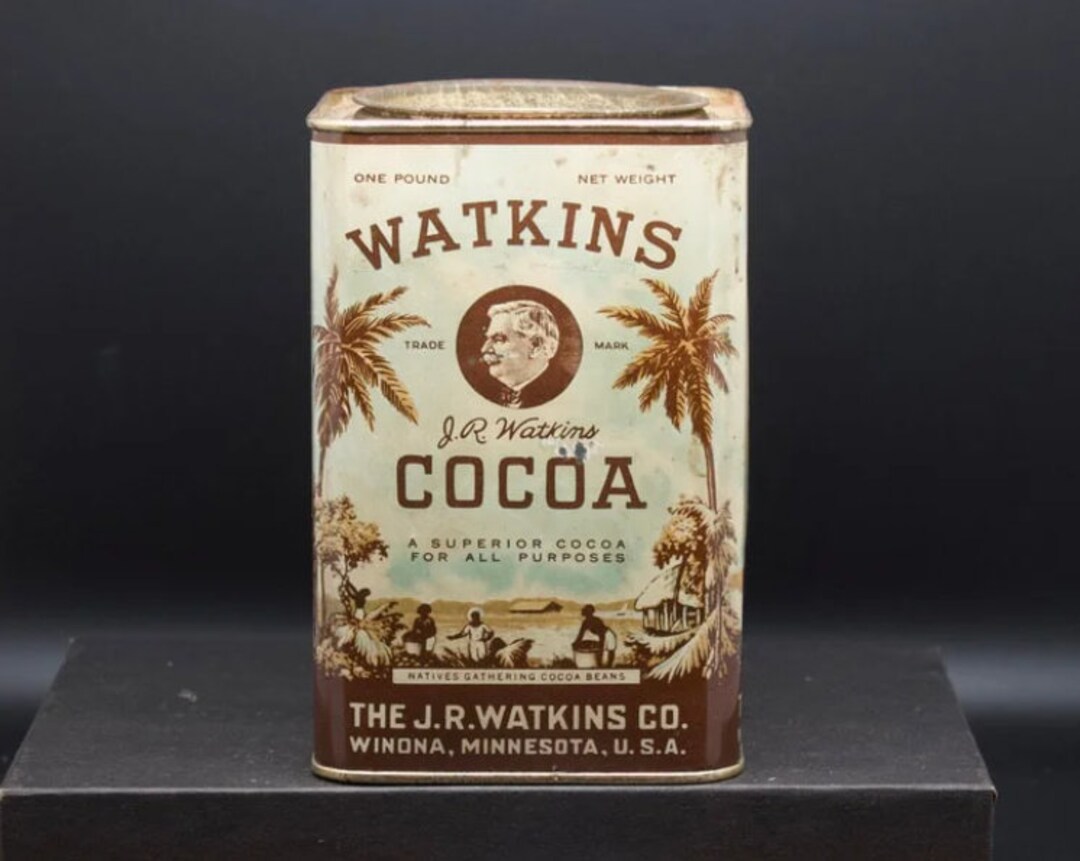 ONE POUND NET WEIGHT
WATKINS
TRADE MARK
J.R. Watkins
COCOA
A SUPERIOR COCOA
FOR ALL PURPOSES
NATIVES GATHERING COCOA BEANS
THE J.R. WATKINS CO.
WINONA, MINNESOTA, U.S.A.